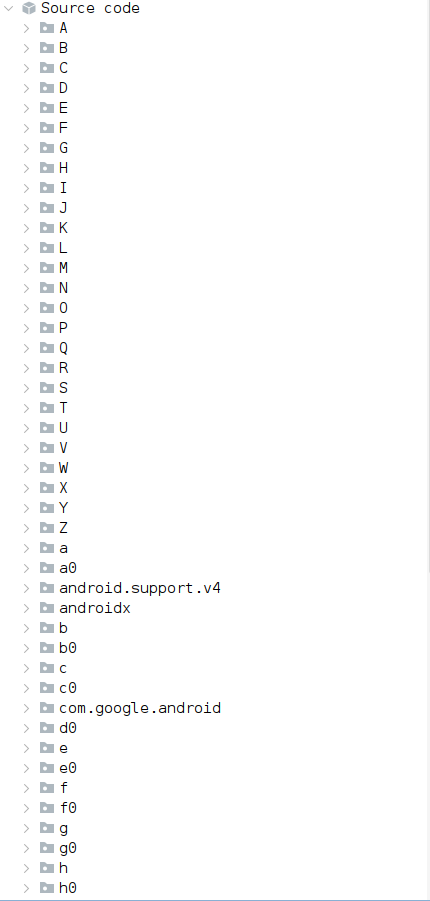 Source code
A
B
C
D
E
F
G
H
I
J
K
L
M
N
O
P
Q
R
S
T
U
V
W
X
Y
Z
a
a0
android.support.v4
androidx
b
b0
c
c0
com.google.android
d0
e
e0
f
f0
g
g0
h
h0